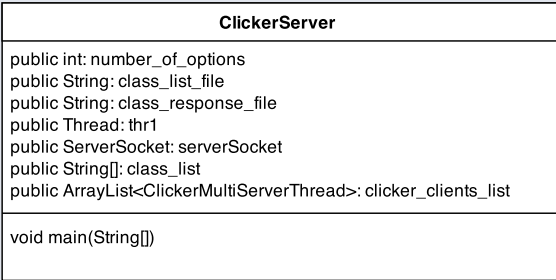 ClickerServer
public int: number_of_options
public String: class_list_file
public String: class_response_file
public Thread: thr1
public ServerSocket: serverSocket
public String[]: class_list
public ArrayList<ClickerMultiServerThread>: clicker_clients_list
void main(String[])